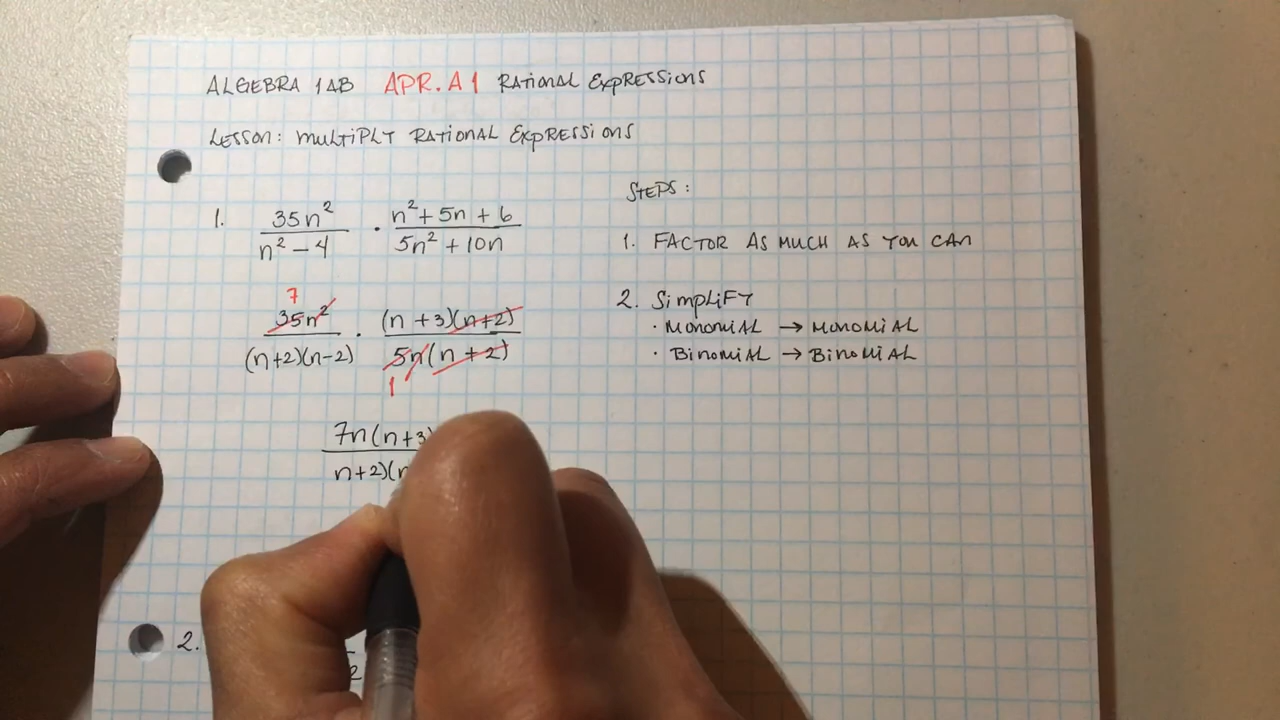 ALGEBRA 1AB APR.A1 RATIONAL EXPRESSIONS
LESSON: MULTIPLY RATIONAL EXPRESSIONS
STEPS:
1. 35n² / n² − 4 · n² + 5n + 6 / 5n² + 10n
1. FACTOR AS MUCH AS YOU CAN
7
35n² / (n+2)(n−2) · (n+3)(n+2) / 5n(n+2)
1
2. SIMPLIFY
· MONOMIAL → MONOMIAL
· BINOMIAL → BINOMIAL
7n(n+3
n+2)(n
2.
2